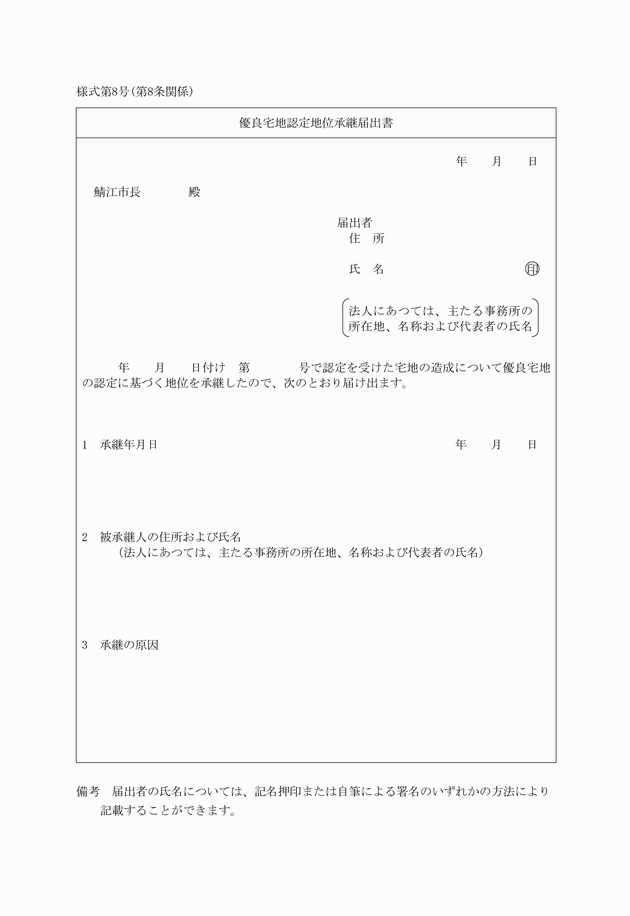 様式第8号(第8条関係)
優良宅地認定地位承継届出書
年　　月　　日
鯖江市長　　　　殿
届出者
住　所
氏　名　　　　　　　　　　　　㊞
法人にあつては、主たる事務所の
所在地、名称および代表者の氏名
年　　月　　日付け　第　　　　号で認定を受けた宅地の造成について優良宅地
の認定に基づく地位を承継したので、次のとおり届け出ます。
1　承継年月日　　　　　　　　年　　月　　日
2　被承継人の住所および氏名
(法人にあつては、主たる事務所の所在地、名称および代表者の氏名)
3　承継の原因
備考　届出者の氏名については、記名押印または自筆による署名のいずれかの方法により
記載することができます。